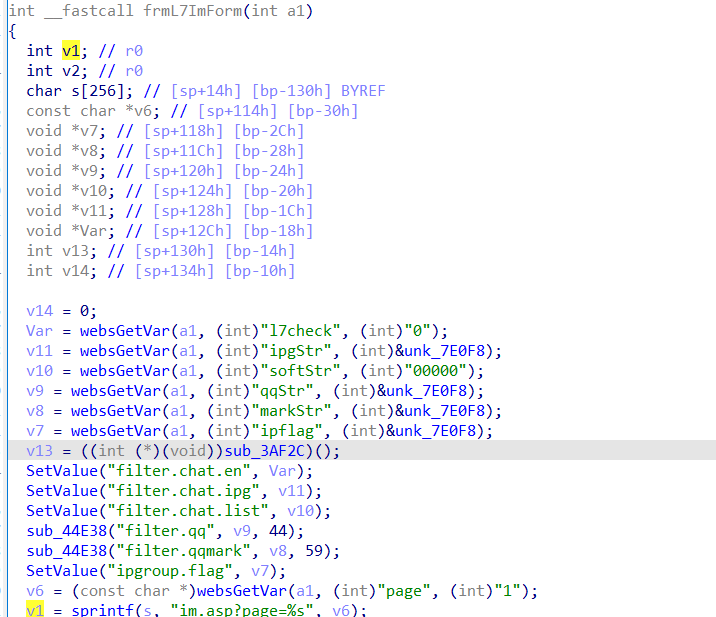 int __fastcall frmL7ImForm(int a1)
{
int v1; // r0
int v2; // r0
char s[256]; // [sp+14h] [bp-130h] BYREF
const char *v6; // [sp+114h] [bp-30h]
void *v7; // [sp+118h] [bp-2Ch]
void *v8; // [sp+11Ch] [bp-28h]
void *v9; // [sp+120h] [bp-24h]
void *v10; // [sp+124h] [bp-20h]
void *v11; // [sp+128h] [bp-1Ch]
void *Var; // [sp+12Ch] [bp-18h]
int v13; // [sp+130h] [bp-14h]
int v14; // [sp+134h] [bp-10h]
v14 = 0;
Var = websGetVar(a1, (int)"l7check", (int)"0");
v11 = websGetVar(a1, (int)"ipgStr", (int)&unk_7E0F8);
v10 = websGetVar(a1, (int)"softStr", (int)"00000");
v9 = websGetVar(a1, (int)"qqStr", (int)&unk_7E0F8);
v8 = websGetVar(a1, (int)"markStr", (int)&unk_7E0F8);
v7 = websGetVar(a1, (int)"ipflag", (int)&unk_7E0F8);
v13 = ((int (*)(void))sub_3AF2C)();
SetValue("filter.chat.en", Var);
SetValue("filter.chat.ipg", v11);
SetValue("filter.chat.list", v10);
sub_44E38("filter.qq", v9, 44);
sub_44E38("filter.qqmark", v8, 59);
SetValue("ipgroup.flag", v7);
v6 = (const char *)websGetVar(a1, (int)"page", (int)"1");
v1 = sprintf(s, "im.asp?page=%s", v6);